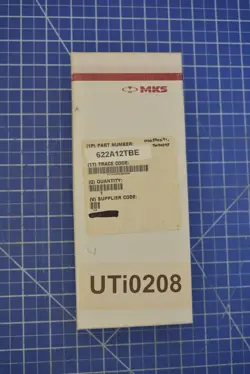 MKS
(1P) PART NUMBER:
622A12TBE
(1T) TRACE CODE:
(Q) QUANTITY:
(V) SUPPLIER CODE:
UTi0208